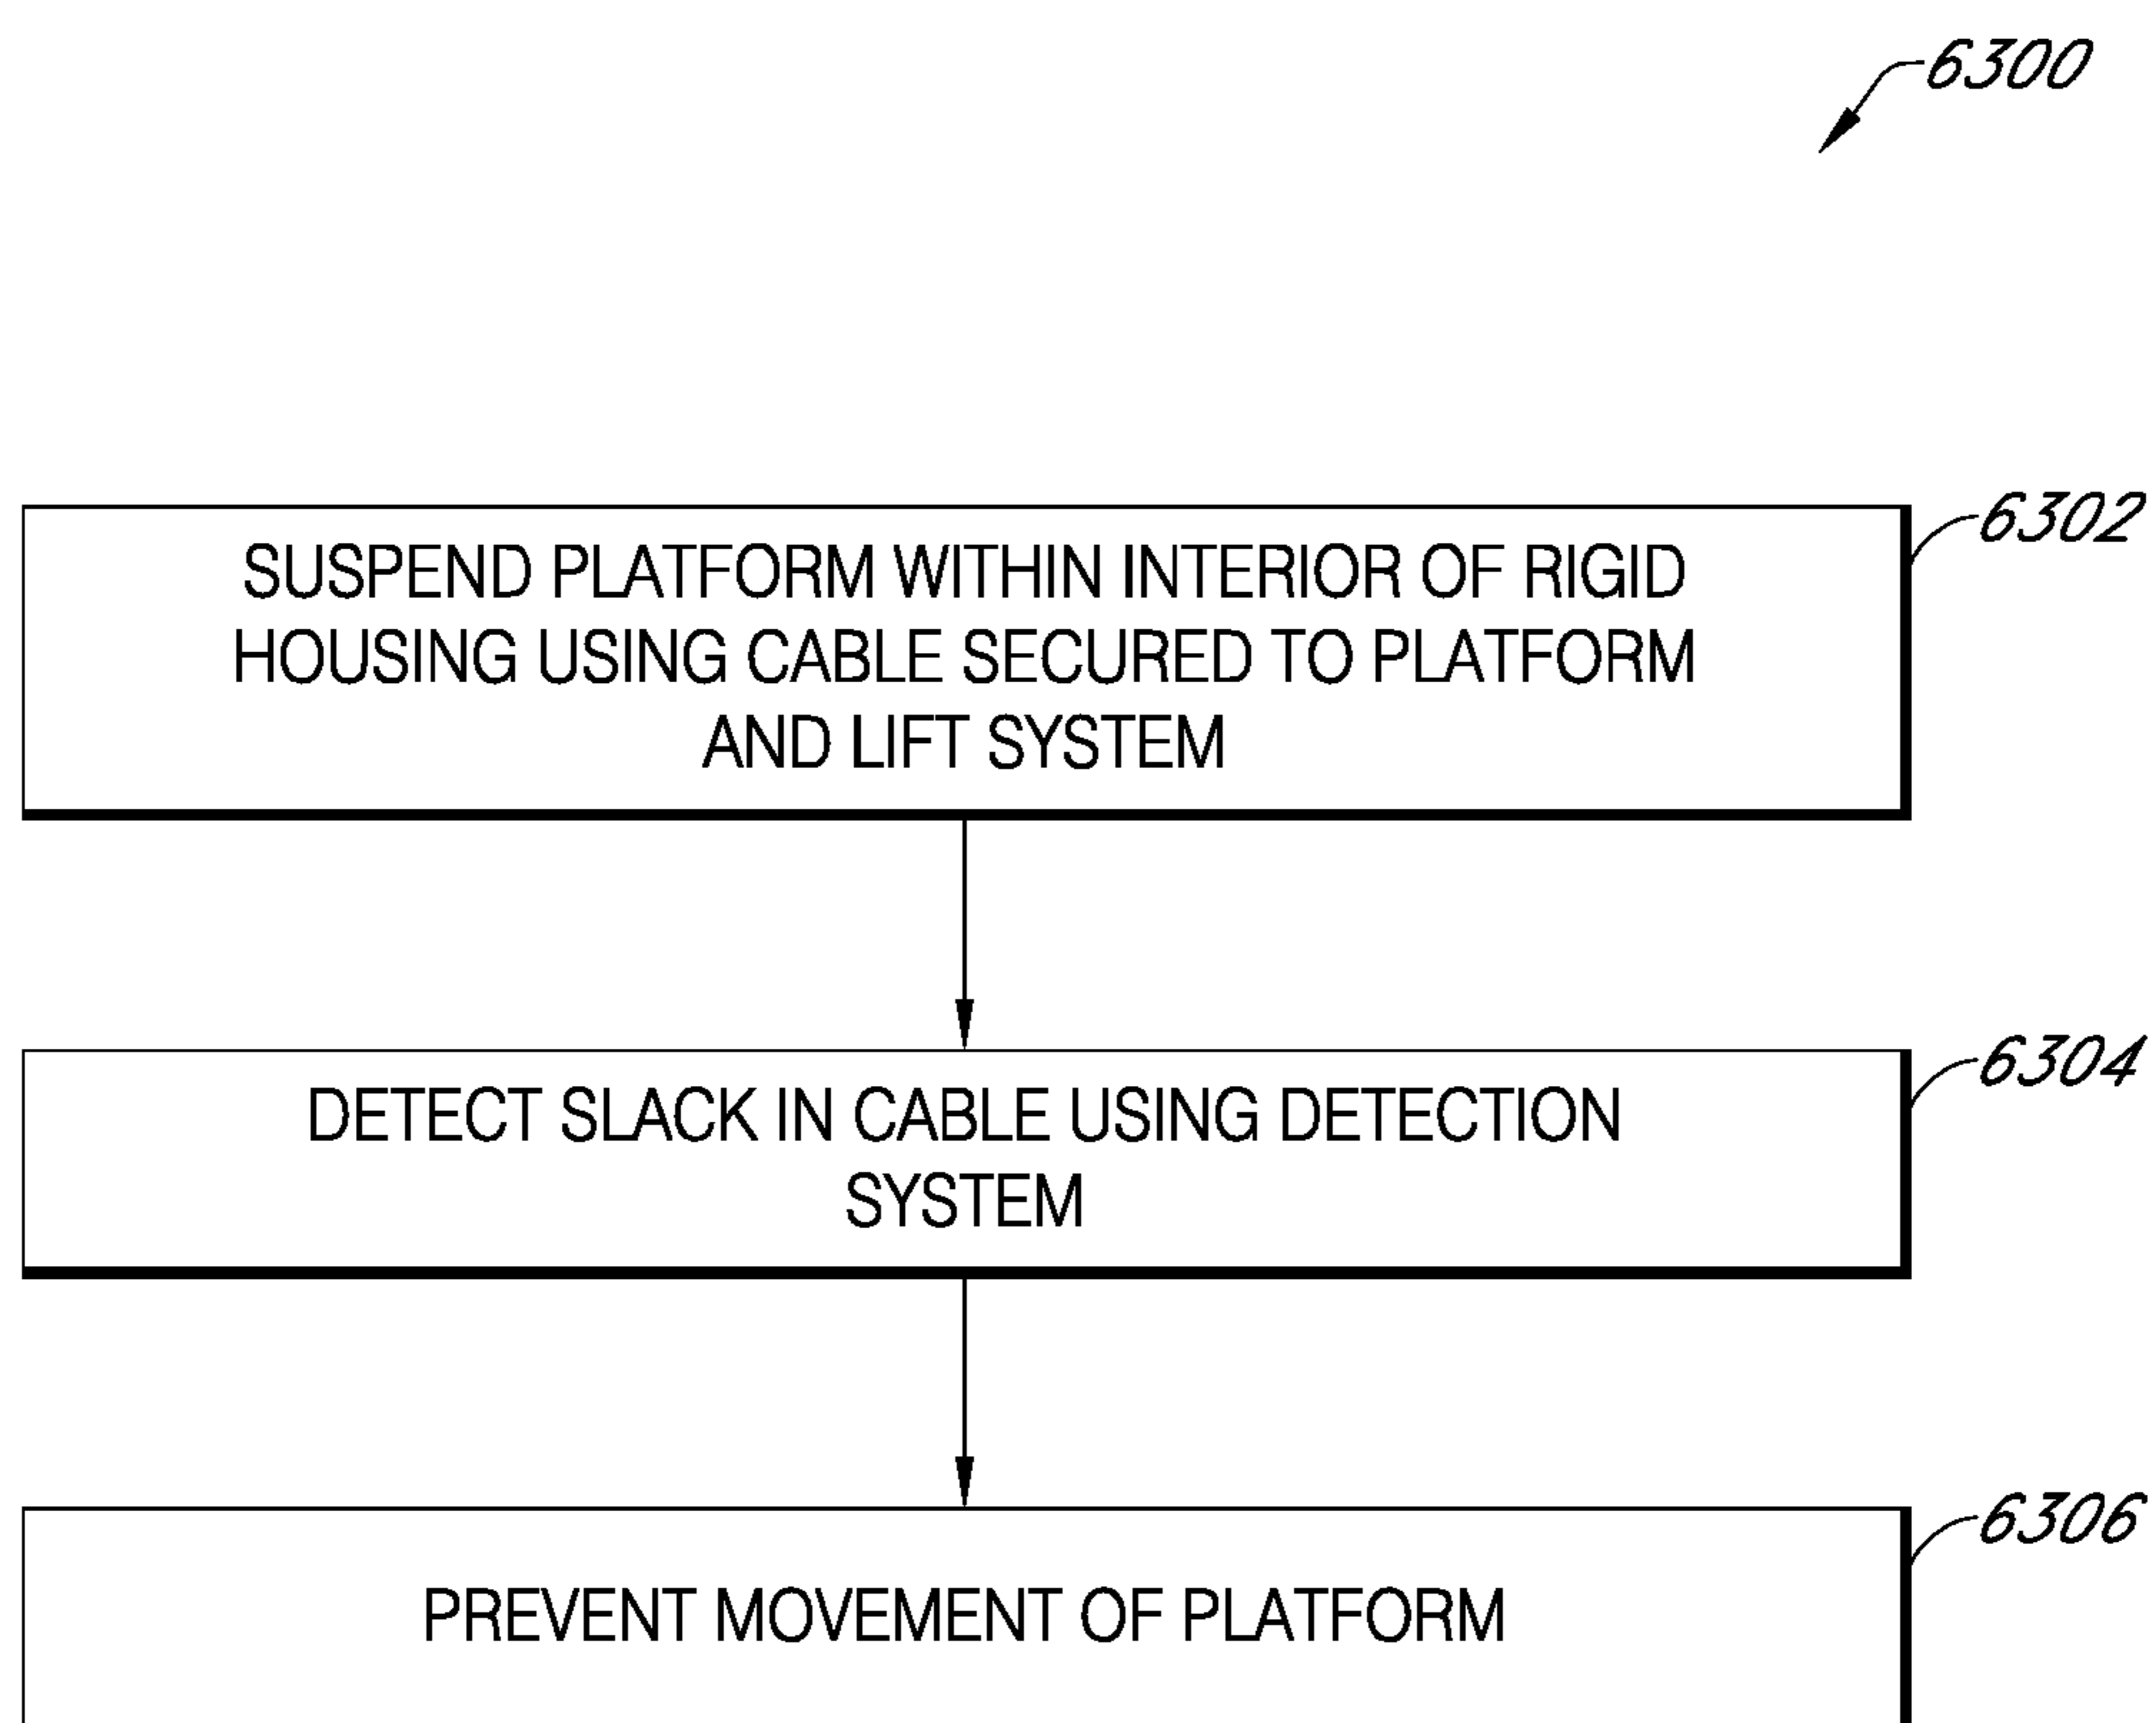 6300
6302
SUSPEND PLATFORM WITHIN INTERIOR OF RIGID
HOUSING USING CABLE SECURED TO PLATFORM
AND LIFT SYSTEM
6304
DETECT SLACK IN CABLE USING DETECTION
SYSTEM
6306
PREVENT MOVEMENT OF PLATFORM